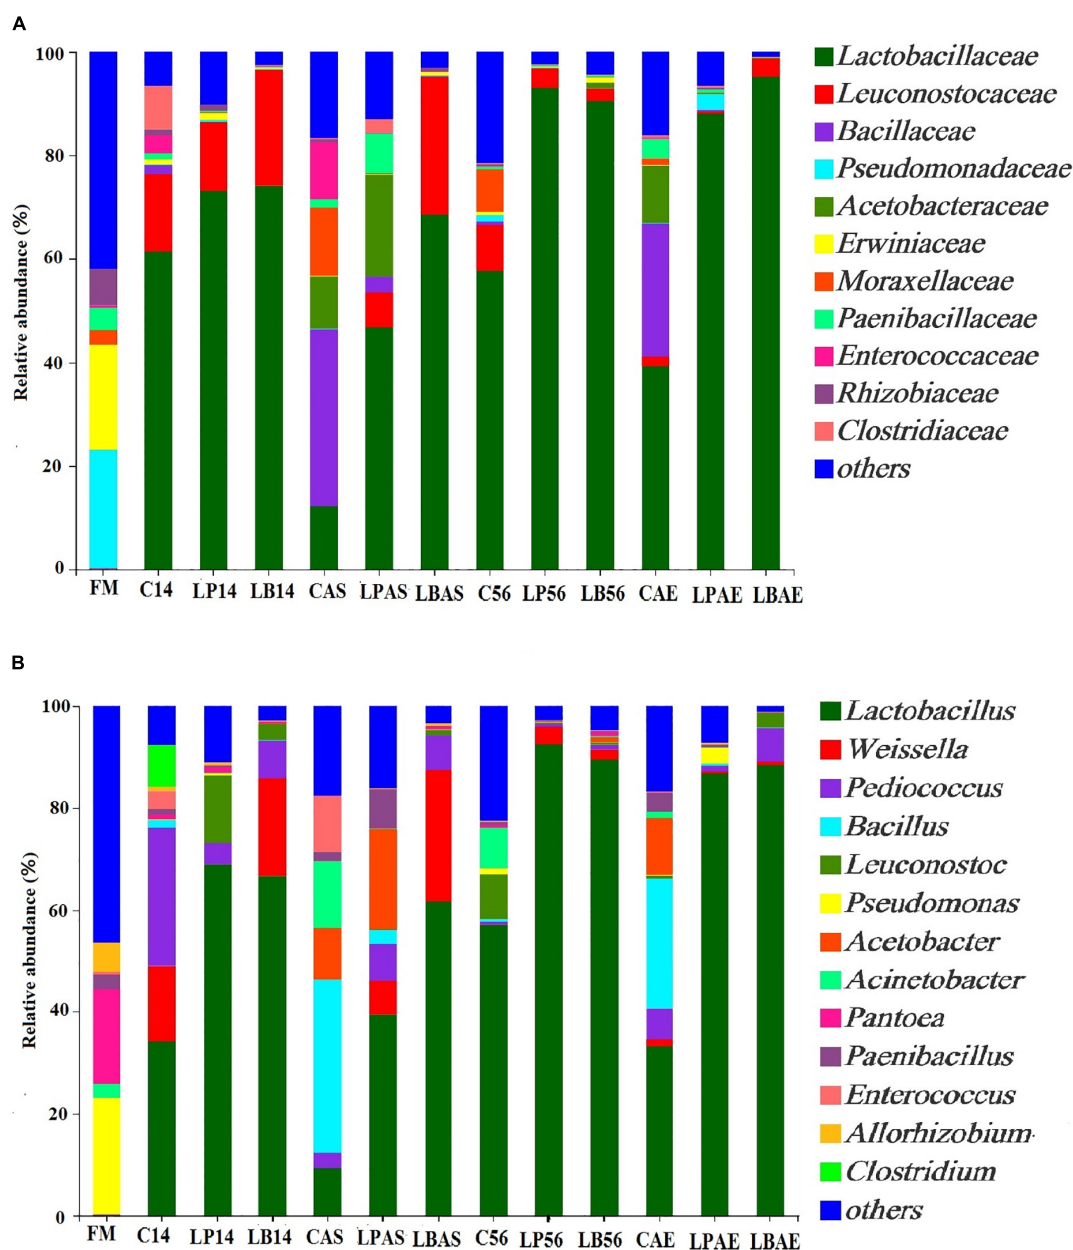 A
100
80
60
40
20
0
Relative abundance (%)
FM C14 LP14 LB14 CAS LPAS LBAS C56 LP56 LB56 CAE LPAE LBAE
Lactobacillaceae
Leuconostocaceae
Bacillaceae
Pseudomonadaceae
Acetobacteraceae
Erwiniaceae
Moraxellaceae
Paenibacillaceae
Enterococcaceae
Rhizobiaceae
Clostridiaceae
others
B
100
80
60
40
20
0
Relative abundance (%)
FM C14 LP14 LB14 CAS LPAS LBAS C56 LP56 LB56 CAE LPAE LBAE
Lactobacillus
Weissella
Pediococcus
Bacillus
Leuconostoc
Pseudomonas
Acetobacter
Acinetobacter
Pantoea
Paenibacillus
Enterococcus
Allorhizobium
Clostridium
others